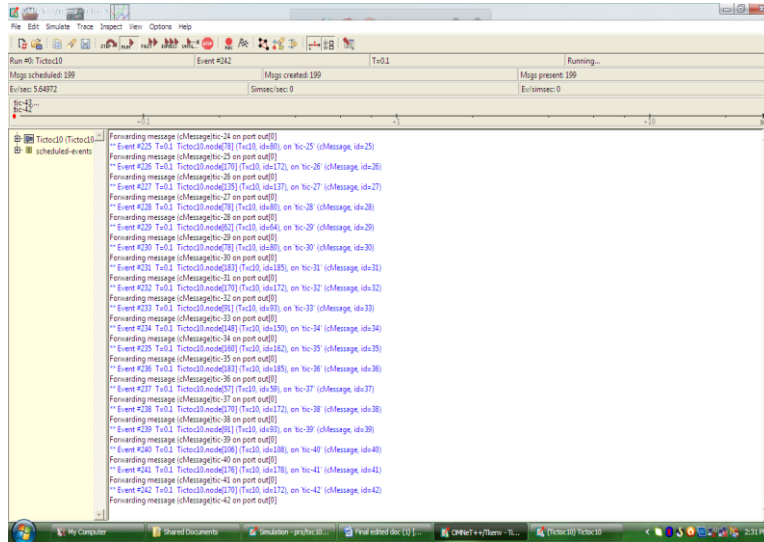 File Edit Simulate Trace Inspect View Options Help
STEP RUN FAST EXPRESS UNTIL...
Run #0: Tictoc10 Event #242 T=0.1 Running...
Msgs scheduled: 199 Msgs created: 199 Msgs present: 199
Ev/sec: 5.64972 Simsec/sec: 0 Ev/simsec: 0
tic-43...
tic-42
+0.1 +1 +10
Tictoc10 (Tictoc10
scheduled-events
Forwarding message (cMessage)tic-24 on port out[0]
** Event #225 T=0.1 Tictoc10.node[78] (Txc10, id=80), on 'tic-25' (cMessage, id=25)
Forwarding message (cMessage)tic-25 on port out[0]
** Event #226 T=0.1 Tictoc10.node[170] (Txc10, id=172), on 'tic-26' (cMessage, id=26)
Forwarding message (cMessage)tic-26 on port out[0]
** Event #227 T=0.1 Tictoc10.node[135] (Txc10, id=137), on 'tic-27' (cMessage, id=27)
Forwarding message (cMessage)tic-27 on port out[0]
** Event #228 T=0.1 Tictoc10.node[78] (Txc10, id=80), on 'tic-28' (cMessage, id=28)
Forwarding message (cMessage)tic-28 on port out[0]
** Event #229 T=0.1 Tictoc10.node[62] (Txc10, id=64), on 'tic-29' (cMessage, id=29)
Forwarding message (cMessage)tic-29 on port out[0]
** Event #230 T=0.1 Tictoc10.node[78] (Txc10, id=80), on 'tic-30' (cMessage, id=30)
Forwarding message (cMessage)tic-30 on port out[0]
** Event #231 T=0.1 Tictoc10.node[183] (Txc10, id=185), on 'tic-31' (cMessage, id=31)
Forwarding message (cMessage)tic-31 on port out[0]
** Event #232 T=0.1 Tictoc10.node[170] (Txc10, id=172), on 'tic-32' (cMessage, id=32)
Forwarding message (cMessage)tic-32 on port out[0]
** Event #233 T=0.1 Tictoc10.node[91] (Txc10, id=93), on 'tic-33' (cMessage, id=33)
Forwarding message (cMessage)tic-33 on port out[0]
** Event #234 T=0.1 Tictoc10.node[148] (Txc10, id=150), on 'tic-34' (cMessage, id=34)
Forwarding message (cMessage)tic-34 on port out[0]
** Event #235 T=0.1 Tictoc10.node[160] (Txc10, id=162), on 'tic-35' (cMessage, id=35)
Forwarding message (cMessage)tic-35 on port out[0]
** Event #236 T=0.1 Tictoc10.node[183] (Txc10, id=185), on 'tic-36' (cMessage, id=36)
Forwarding message (cMessage)tic-36 on port out[0]
** Event #237 T=0.1 Tictoc10.node[57] (Txc10, id=59), on 'tic-37' (cMessage, id=37)
Forwarding message (cMessage)tic-37 on port out[0]
** Event #238 T=0.1 Tictoc10.node[170] (Txc10, id=172), on 'tic-38' (cMessage, id=38)
Forwarding message (cMessage)tic-38 on port out[0]
** Event #239 T=0.1 Tictoc10.node[91] (Txc10, id=93), on 'tic-39' (cMessage, id=39)
Forwarding message (cMessage)tic-39 on port out[0]
** Event #240 T=0.1 Tictoc10.node[106] (Txc10, id=108), on 'tic-40' (cMessage, id=40)
Forwarding message (cMessage)tic-40 on port out[0]
** Event #241 T=0.1 Tictoc10.node[176] (Txc10, id=178), on 'tic-41' (cMessage, id=41)
Forwarding message (cMessage)tic-41 on port out[0]
** Event #242 T=0.1 Tictoc10.node[170] (Txc10, id=172), on 'tic-42' (cMessage, id=42)
Forwarding message (cMessage)tic-42 on port out[0]
My Computer Shared Documents Simulation - prs/txc10.... Final edited doc (1) [... OMNeT++/Tkenv - Ti... (Tictoc10) Tictoc10 2:31 PM